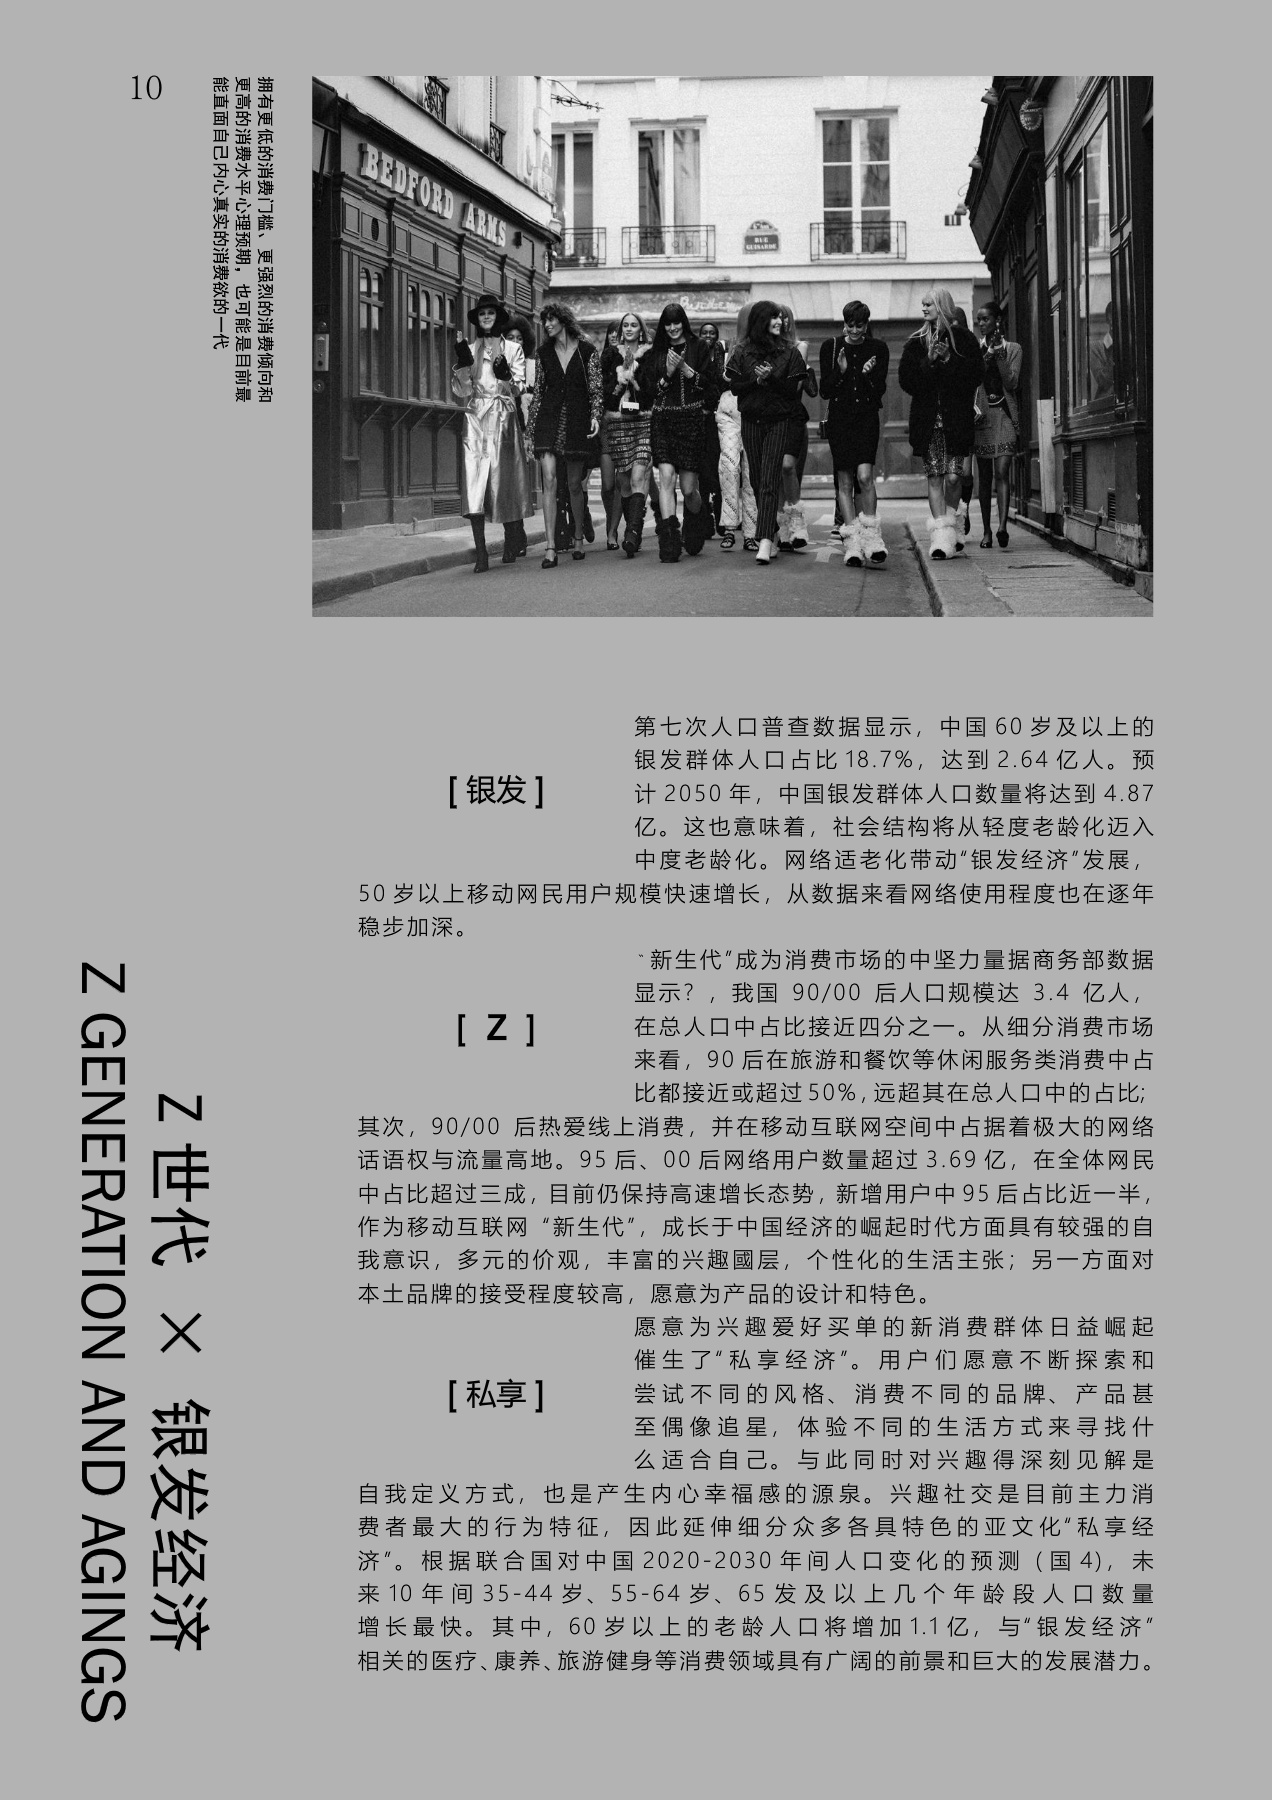 10
拥有更低的消费门槛、更强烈的消费倾向和
更高的消费水平心理预期，也可能是目前最
能直面自己内心真实的消费欲的一代
BEDFORD ARMS
RUE
GUISARDE
第七次人口普查数据显示，中国 60 岁及以上的
[ 银发 ]
银发群体人口占比 18.7%，达到 2.64 亿人。预
计 2050 年，中国银发群体人口数量将达到 4.87
亿。这也意味着，社会结构将从轻度老龄化迈入
中度老龄化。网络适老化带动“银发经济”发展，
50 岁以上移动网民用户规模快速增长，从数据来看网络使用程度也在逐年
稳步加深。
[ Z ]
`新生代”成为消费市场的中坚力量据商务部数据
显示？，我国 90/00 后人口规模达 3.4 亿人，
在总人口中占比接近四分之一。从细分消费市场
来看，90 后在旅游和餐饮等休闲服务类消费中占
比都接近或超过 50%, 远超其在总人口中的占比;
其次，90/00 后热爱线上消费，并在移动互联网空间中占据着极大的网络
话语权与流量高地。95 后、00 后网络用户数量超过 3.69 亿，在全体网民
中占比超过三成，目前仍保持高速增长态势，新增用户中 95 后占比近一半，
作为移动互联网“新生代”，成长于中国经济的崛起时代方面具有较强的自
我意识，多元的价观，丰富的兴趣國层，个性化的生活主张；另一方面对
本土品牌的接受程度较高，愿意为产品的设计和特色。
[ 私享 ]
愿意为兴趣爱好买单的新消费群体日益崛起
催生了“私享经济”。用户们愿意不断探索和
尝试不同的风格、消费不同的品牌、产品甚
至偶像追星，体验不同的生活方式来寻找什
么适合自己。与此同时对兴趣得深刻见解是
自我定义方式，也是产生内心幸福感的源泉。兴趣社交是目前主力消
费者最大的行为特征，因此延伸细分众多各具特色的亚文化“私享经
济”。根据联合国对中国 2020-2030 年间人口变化的预测（国 4)，未
来 10 年间 35-44 岁、55-64 岁、65 发及以上几个年龄段人口数量
增长最快。其中，60 岁以上的老龄人口将增加 1.1 亿，与“银发经济”
相关的医疗、康养、旅游健身等消费领域具有广阔的前景和巨大的发展潜力。
Z 世代 × 银发经济
Z GENERATION AND AGINGS